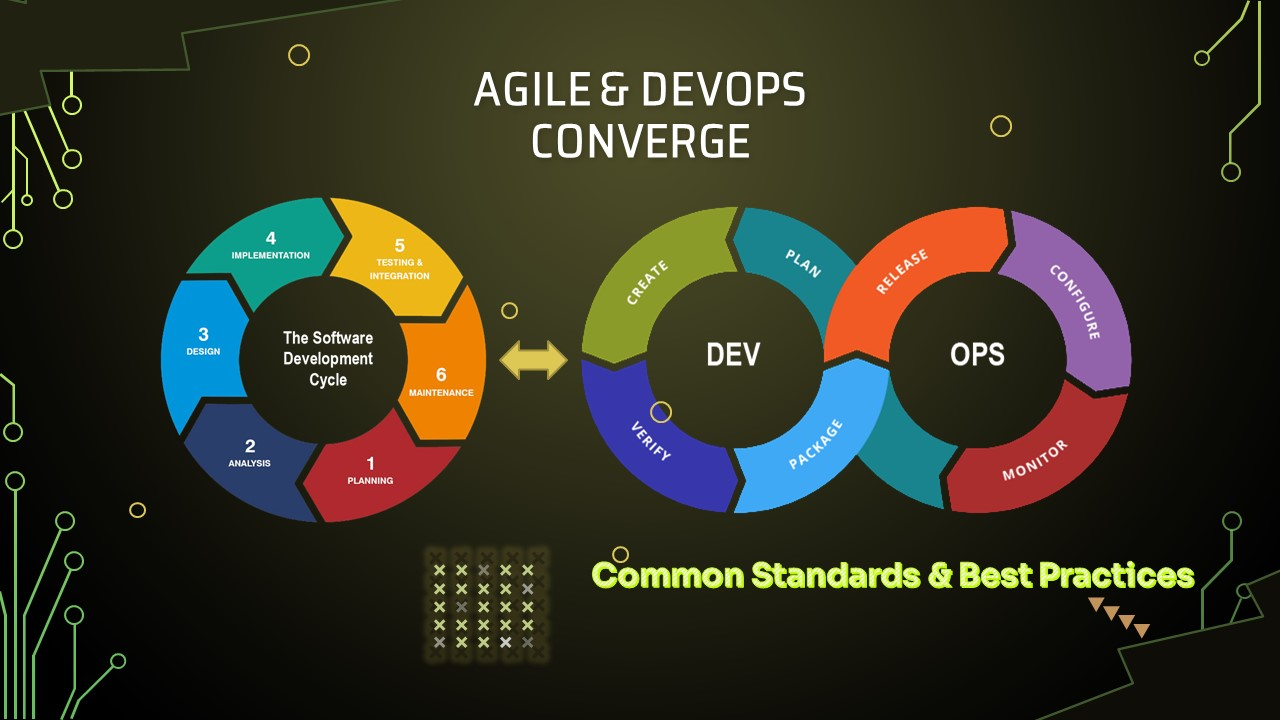 AGILE & DEVOPS
CONVERGE
4
IMPLEMENTATION
5
TESTING &
INTEGRATION
3
DESIGN
The Software
Development
Cycle
6
MAINTENANCE
2
ANALYSIS
1
PLANNING
CREATE
PLAN
RELEASE
CONFIGURE
DEV
OPS
VERIFY
PACKAGE
MONITOR
Common Standards & Best Practices